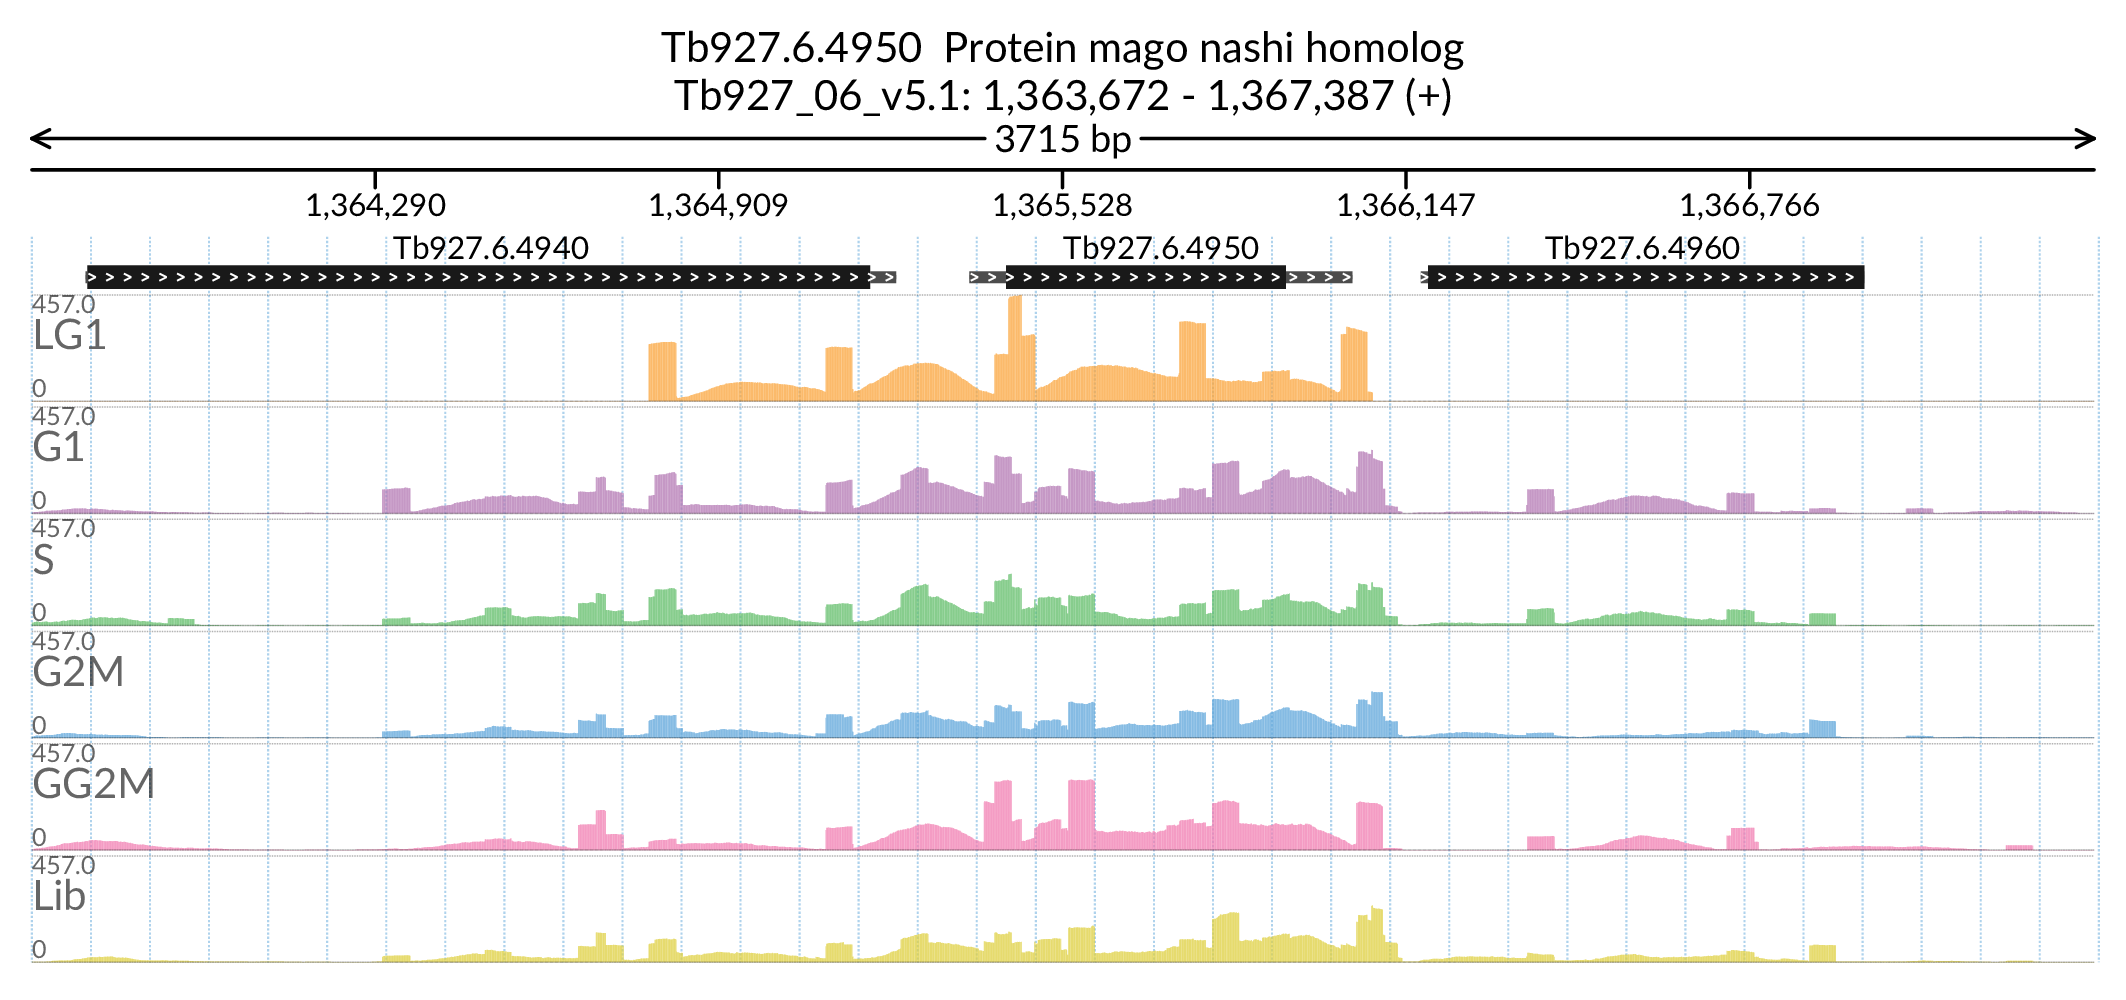 Tb927.6.4950  Protein mago nashi homolog
Tb927_06_v5.1: 1,363,672 - 1,367,387 (+)
3715 bp
1,364,290 1,364,909 1,365,528 1,366,147 1,366,766
Tb927.6.4940 Tb927.6.4950 Tb927.6.4960
457.0
LG1
0
457.0
G1
0
457.0
S
0
457.0
G2M
0
457.0
GG2M
0
457.0
Lib
0